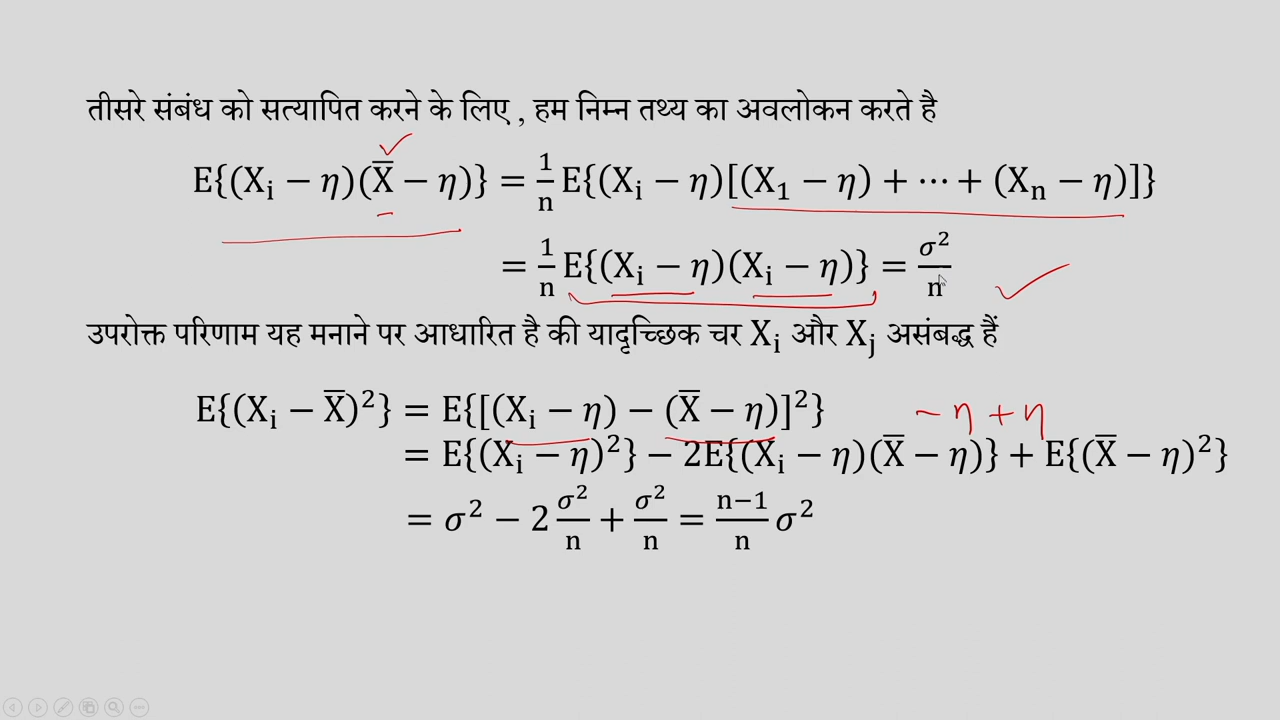 तीसरे संबंध को सत्यापित करने के लिए , हम निम्न तथ्य का अवलोकन करते है
E{(Xᵢ − η)(X̅ − η)} = 1/n E{(Xᵢ − η)[(X₁ − η) + ⋯ + (Xₙ − η)]}
= 1/n E{(Xᵢ − η)(Xᵢ − η)} = σ²/n
उपरोक्त परिणाम यह मनाने पर आधारित है की यादृच्छिक चर Xᵢ और Xⱼ असंबद्ध हैं
E{(Xᵢ − X̅)²} = E{[(Xᵢ − η) − (X̅ − η)]²}
− η + η
= E{(Xᵢ − η)²} − 2E{(Xᵢ − η)(X̅ − η)} + E{(X̅ − η)²}
= σ² − 2 σ²/n + σ²/n = n−1/n σ²